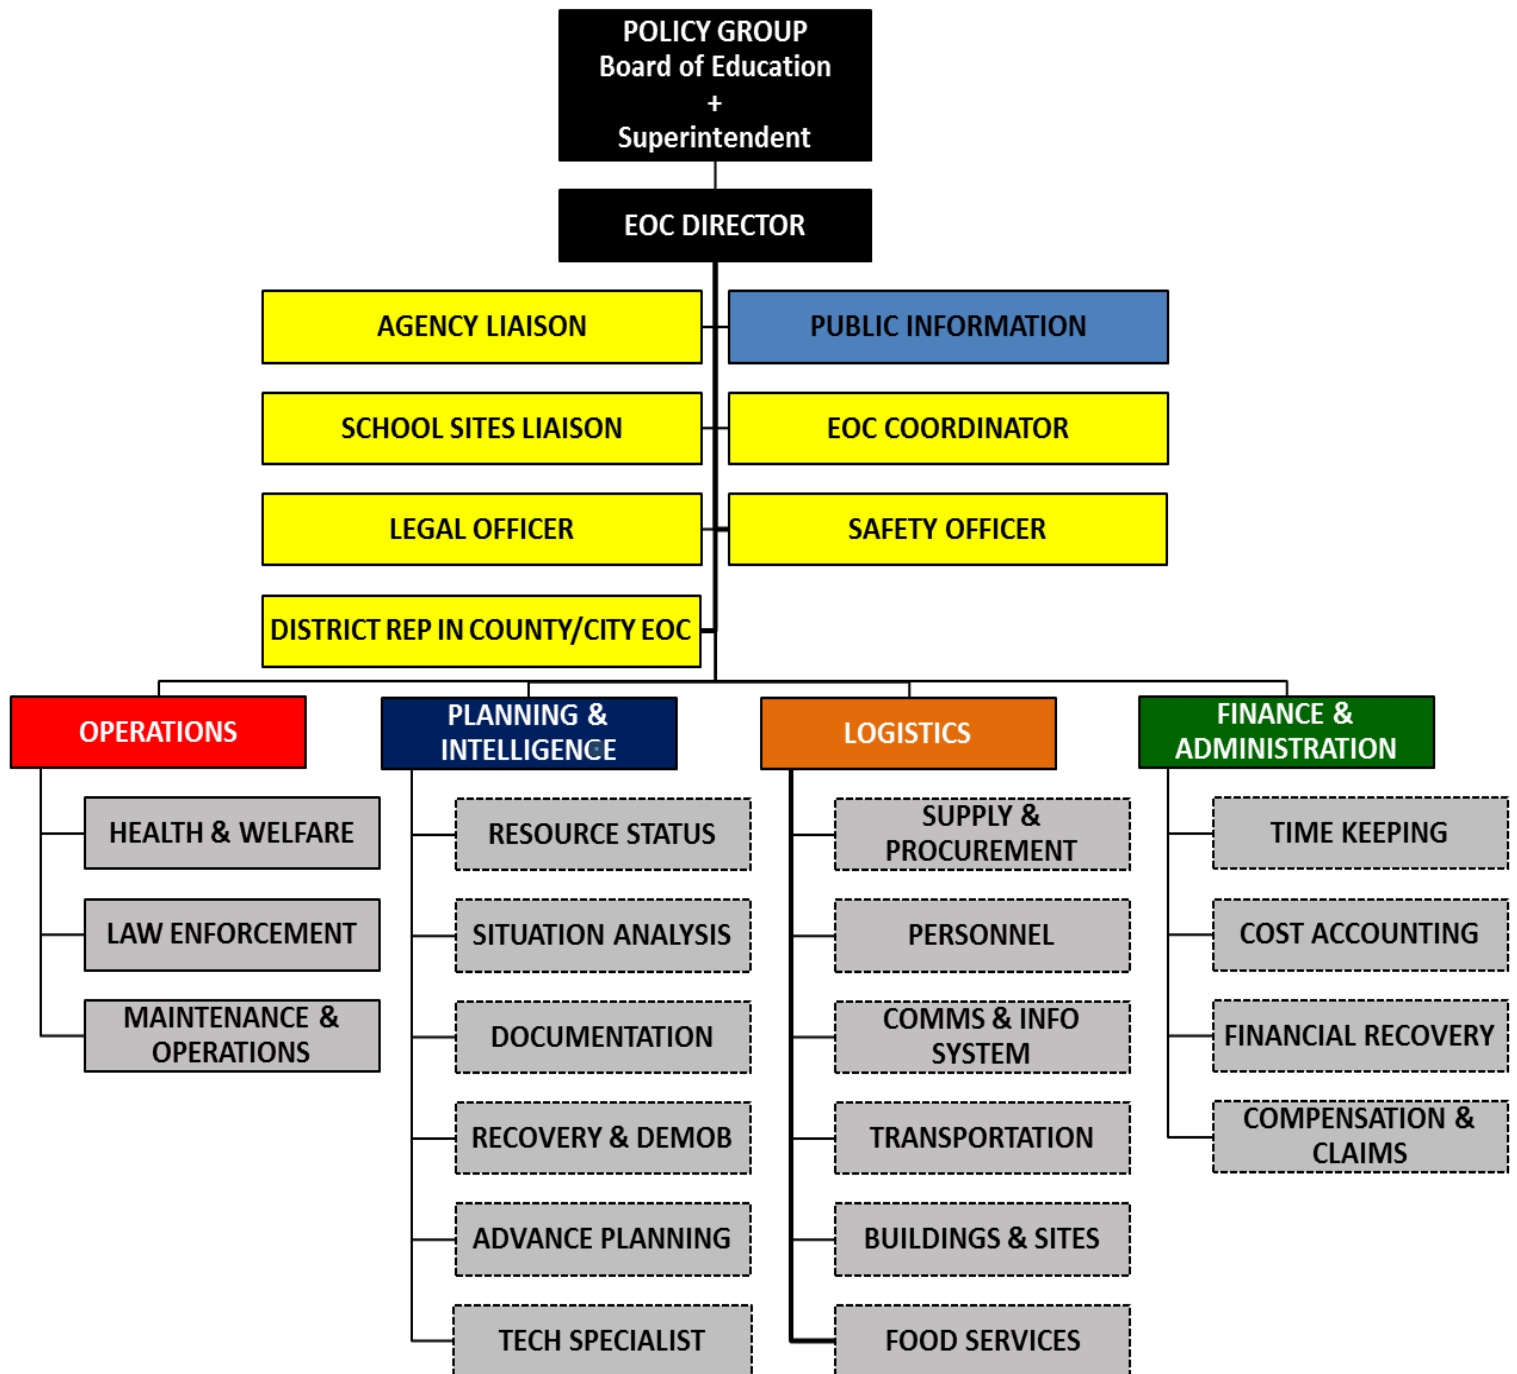 POLICY GROUP
Board of Education
+
Superintendent
EOC DIRECTOR
AGENCY LIAISON
PUBLIC INFORMATION
SCHOOL SITES LIAISON
EOC COORDINATOR
LEGAL OFFICER
SAFETY OFFICER
DISTRICT REP IN COUNTY/CITY EOC
OPERATIONS
HEALTH & WELFARE
LAW ENFORCEMENT
MAINTENANCE &
OPERATIONS
PLANNING &
INTELLIGENCE
RESOURCE STATUS
SITUATION ANALYSIS
DOCUMENTATION
RECOVERY & DEMOB
ADVANCE PLANNING
TECH SPECIALIST
LOGISTICS
SUPPLY &
PROCUREMENT
PERSONNEL
COMMS & INFO
SYSTEM
TRANSPORTATION
BUILDINGS & SITES
FOOD SERVICES
FINANCE &
ADMINISTRATION
TIME KEEPING
COST ACCOUNTING
FINANCIAL RECOVERY
COMPENSATION &
CLAIMS